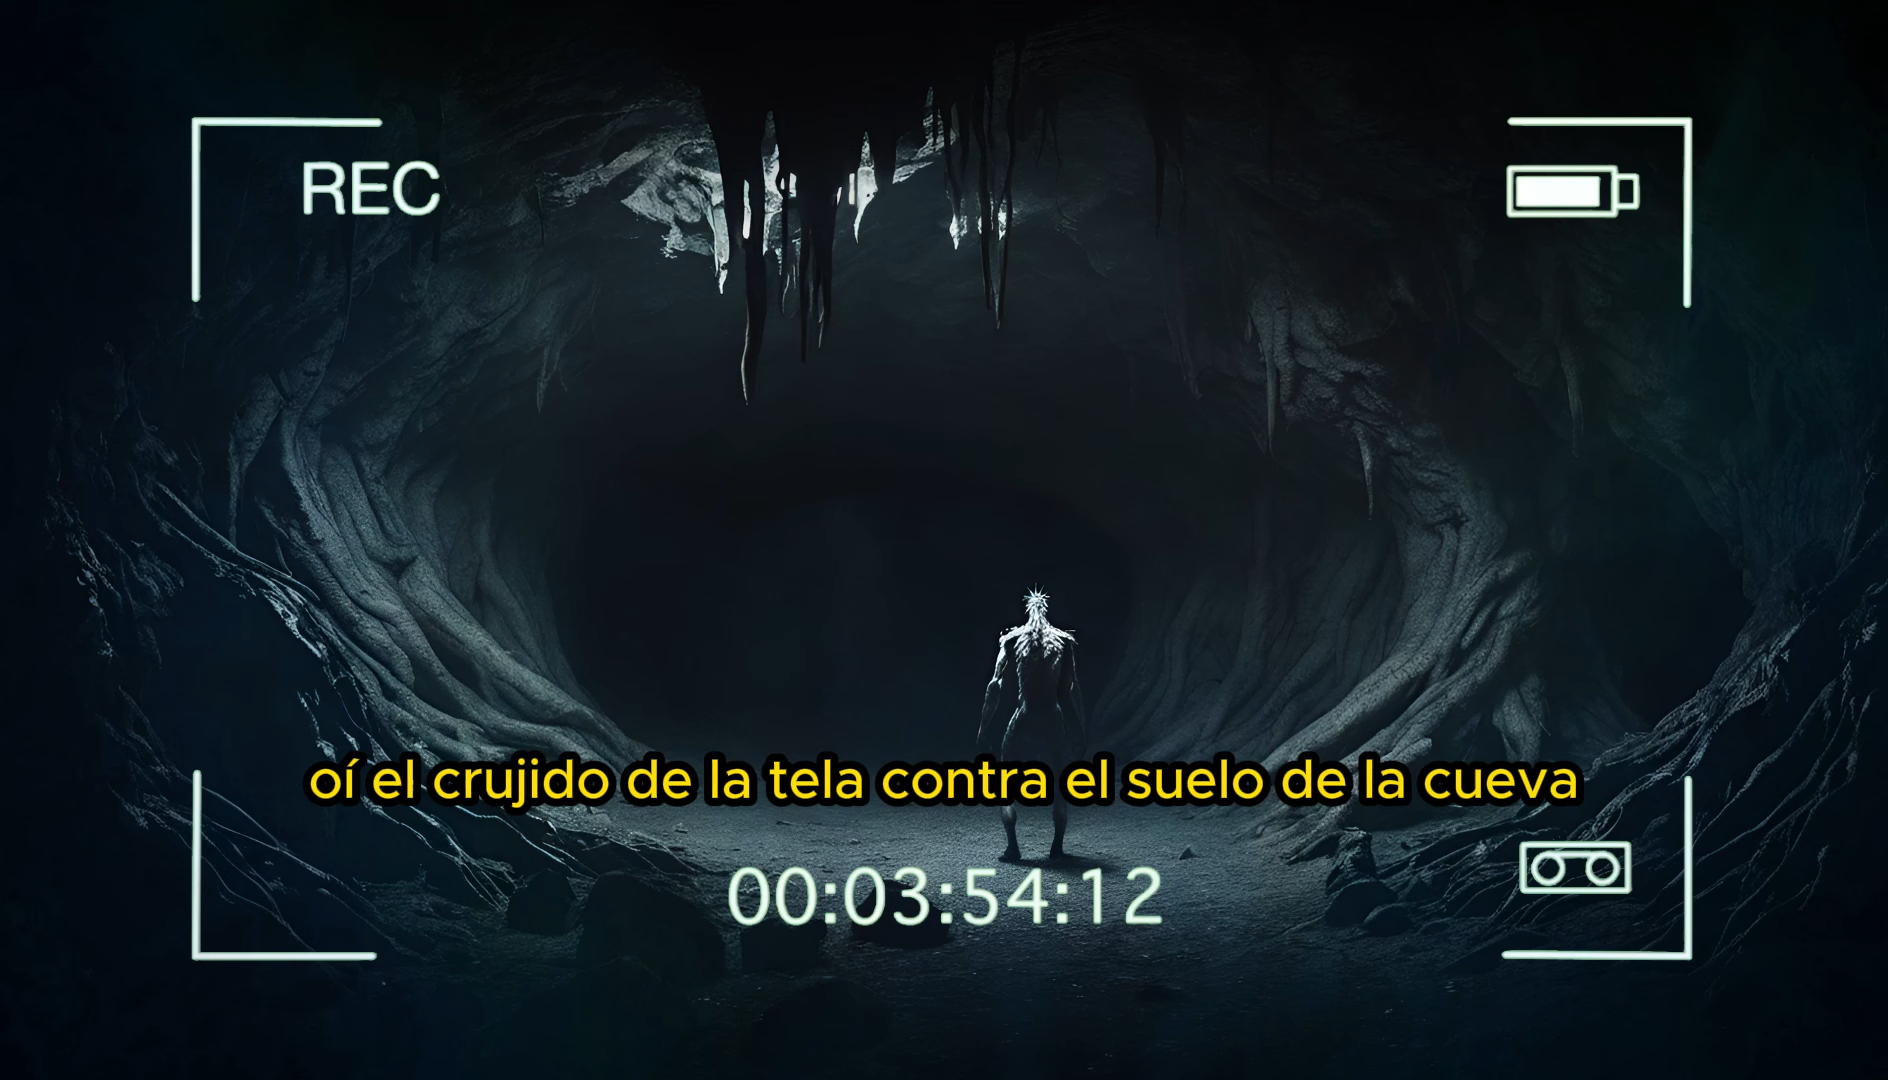 REC
oí el crujido de la tela contra el suelo de la cueva
00:03:54:12